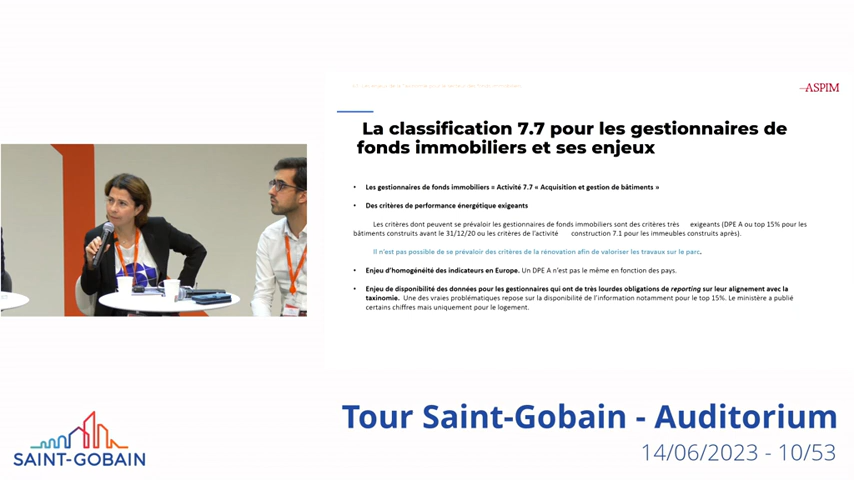 ASPIM
La classification 7.7 pour les gestionnaires de
fonds immobiliers et ses enjeux
• Les gestionnaires de fonds immobiliers = Activité 7.7 « Acquisition et gestion de bâtiments »
• Des critères de performance énergétique exigeants
Les critères dont peuvent se prévaloir les gestionnaires de fonds immobiliers sont des critères très exigeants (DPE A ou top 15% pour les
bâtiments construits avant le 31/12/20 ou les critères de l'activité construction 7.1 pour les immeubles construits après).
Il n'est pas possible de se prévaloir des critères de la rénovation afin de valoriser les travaux sur le parc.
• Enjeu d'homogénéité des indicateurs en Europe. Un DPE A n'est pas le même en fonction des pays.
• Enjeu de disponibilité des données pour les gestionnaires qui ont de très lourdes obligations de reporting sur leur alignement avec la
taxinomie. Une des vraies problématiques repose sur la disponibilité de l'information notamment pour le top 15%. Le ministère a publié
certains chiffres mais uniquement pour le logement.
Tour Saint-Gobain - Auditorium
14/06/2023 - 10/53
SAINT-GOBAIN